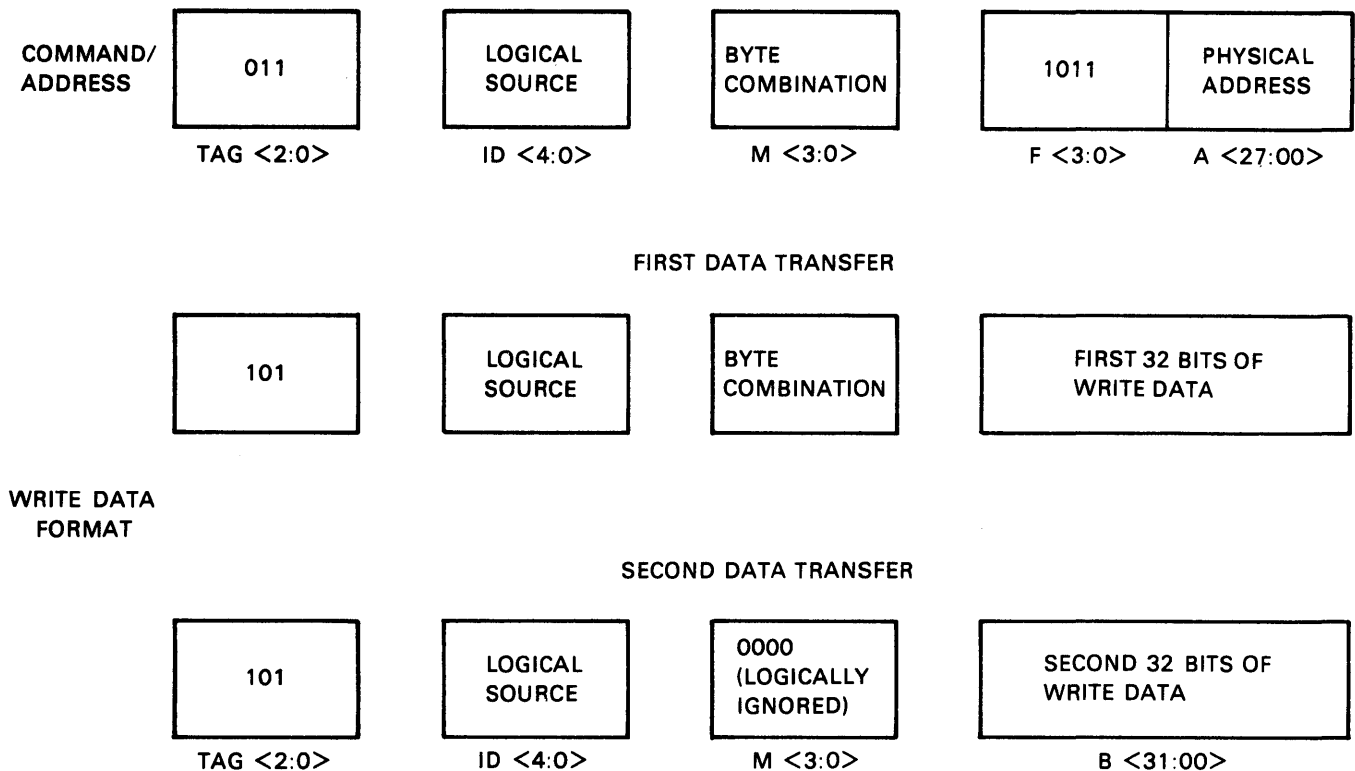 COMMAND/
ADDRESS
011
LOGICAL
SOURCE
BYTE
COMBINATION
1011
PHYSICAL
ADDRESS
TAG <2:0>
ID <4:0>
M <3:0>
F <3:0>
A <27:00>
FIRST DATA TRANSFER
101
LOGICAL
SOURCE
BYTE
COMBINATION
FIRST 32 BITS OF
WRITE DATA
WRITE DATA
FORMAT
SECOND DATA TRANSFER
101
LOGICAL
SOURCE
0000
(LOGICALLY
IGNORED)
SECOND 32 BITS OF
WRITE DATA
TAG <2:0>
ID <4:0>
M <3:0>
B <31:00>